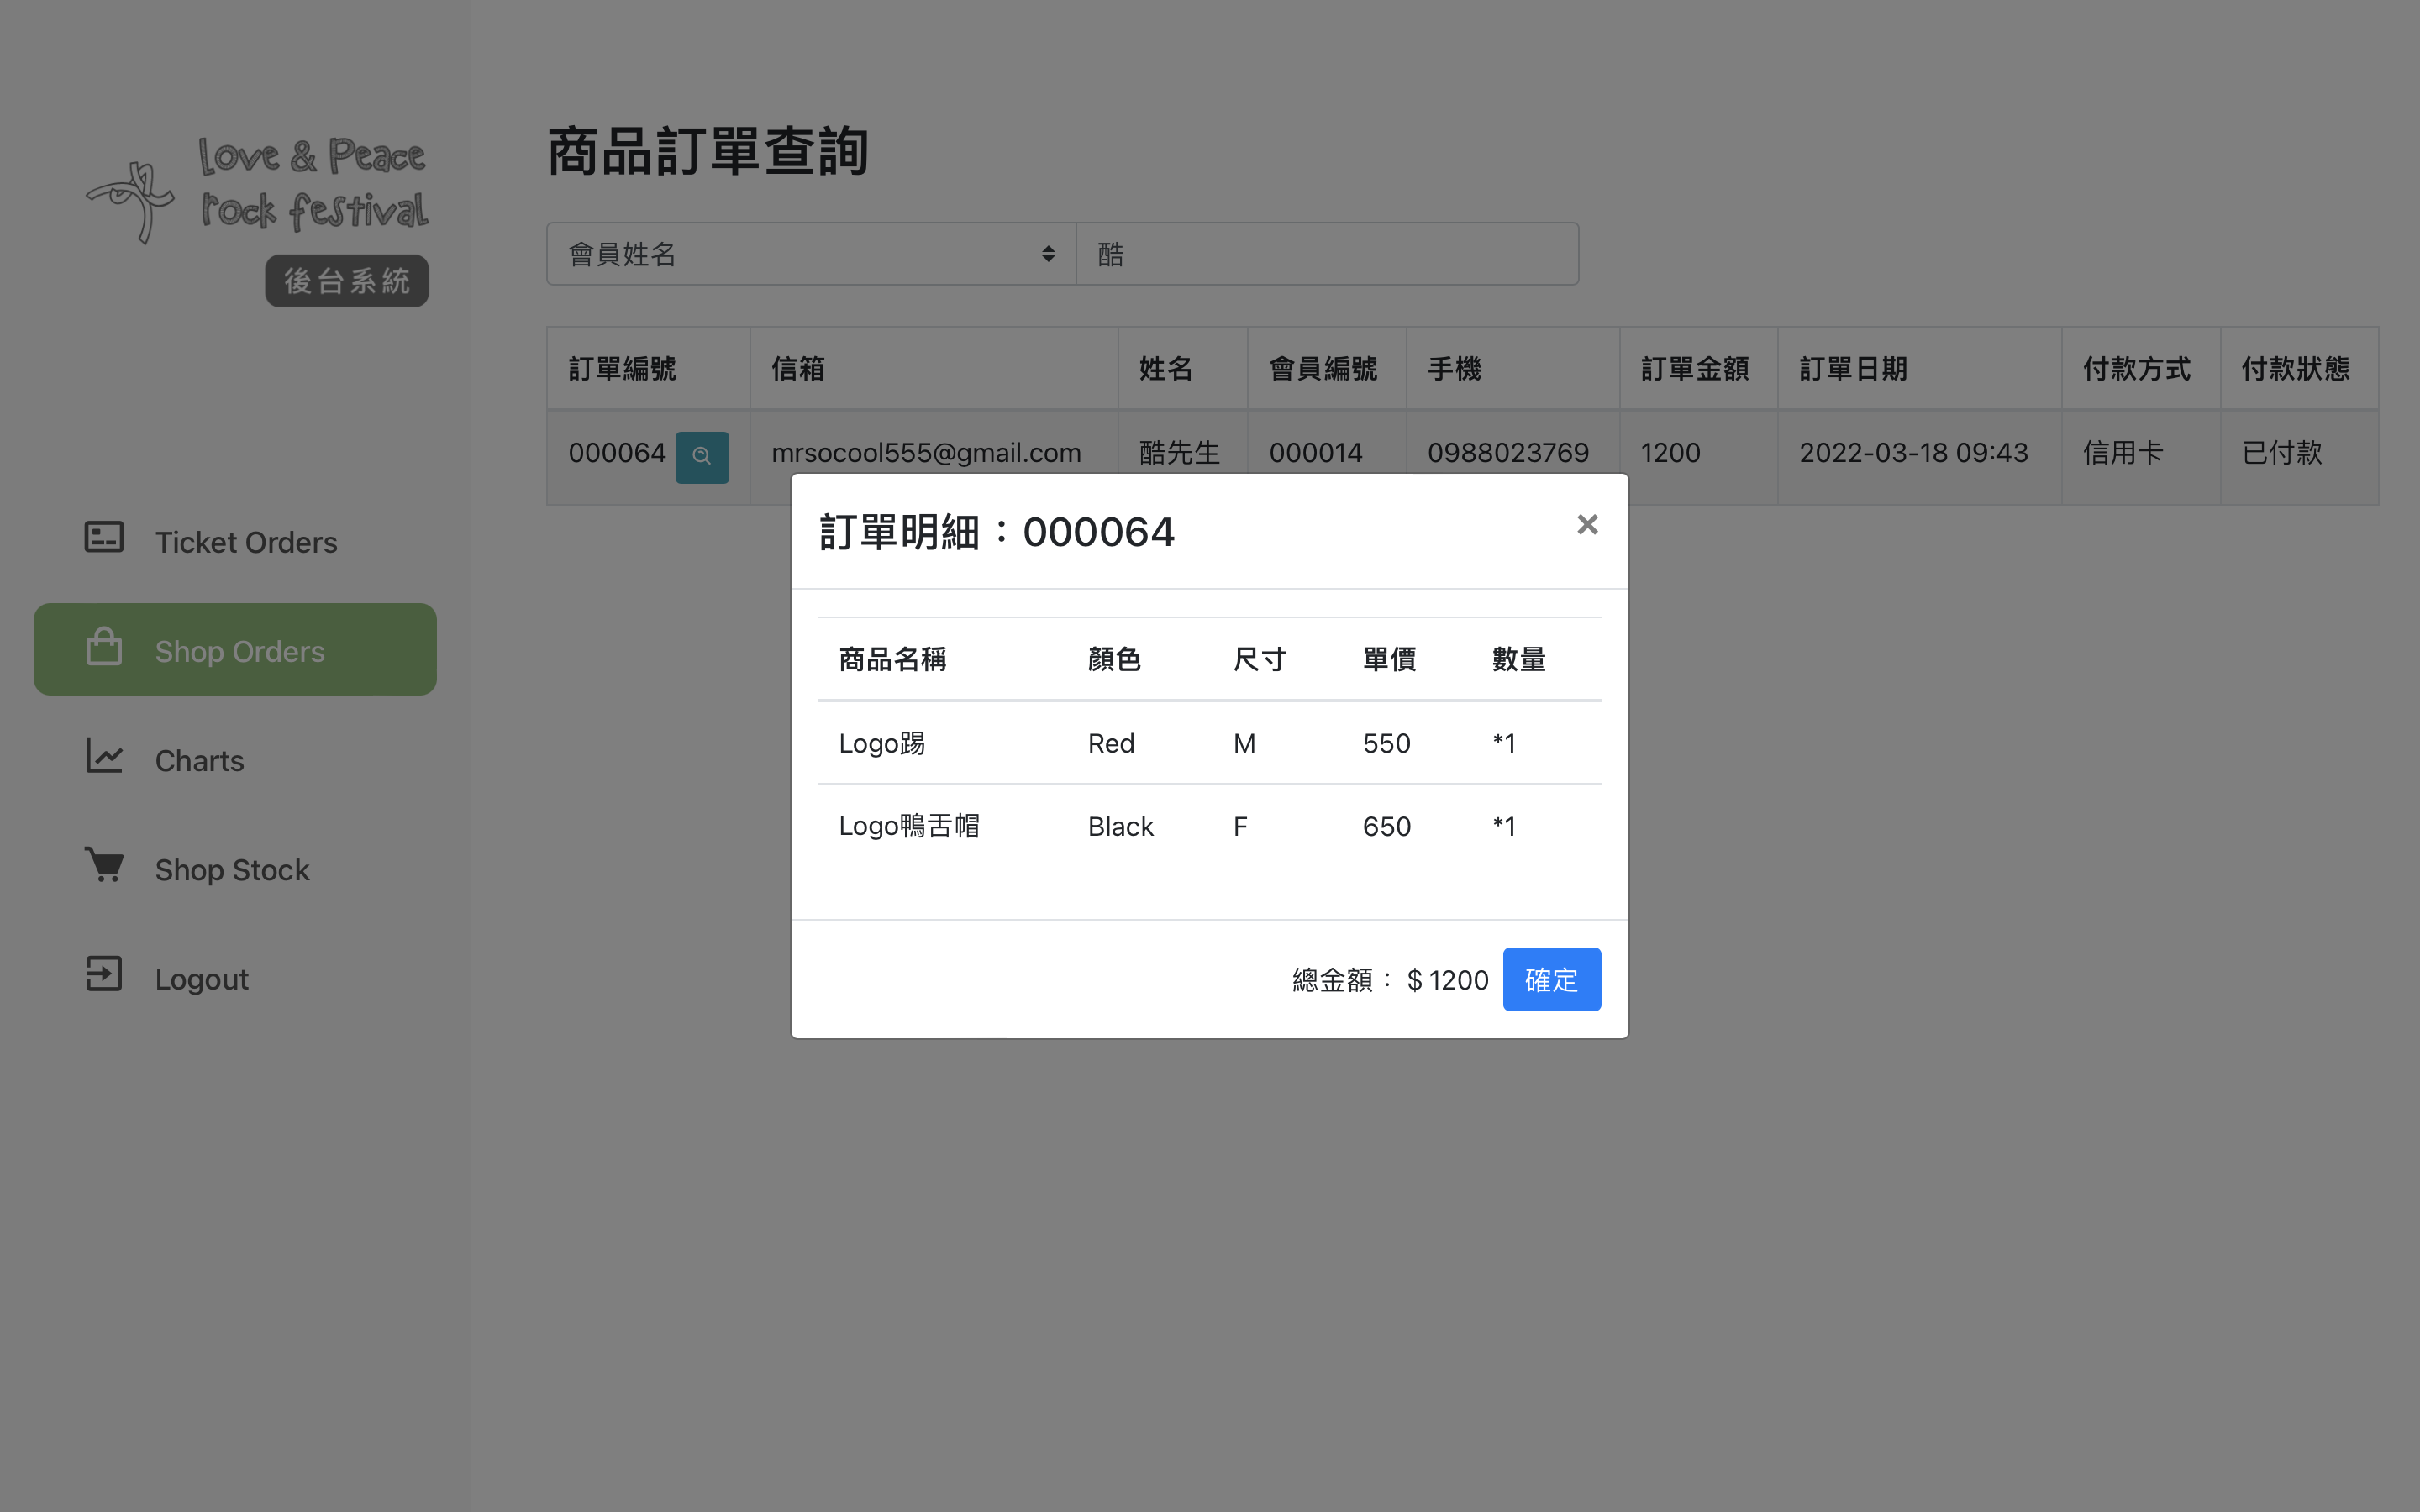 Love & Peace
rock festival
後台系統
Ticket Orders
Shop Orders
Charts
Shop Stock
Logout
商品訂單查詢
會員姓名 酷
訂單編號 信箱 姓名 會員編號 手機 訂單金額 訂單日期 付款方式 付款狀態
000064 mrsocool555@gmail.com 酷先生 000014 0988023769 1200 2022-03-18 09:43 信用卡 已付款
訂單明細：000064 ×
商品名稱 顏色 尺寸 單價 數量
Logo踢 Red M 550 *1
Logo鴨舌帽 Black F 650 *1
總金額： $ 1200 確定